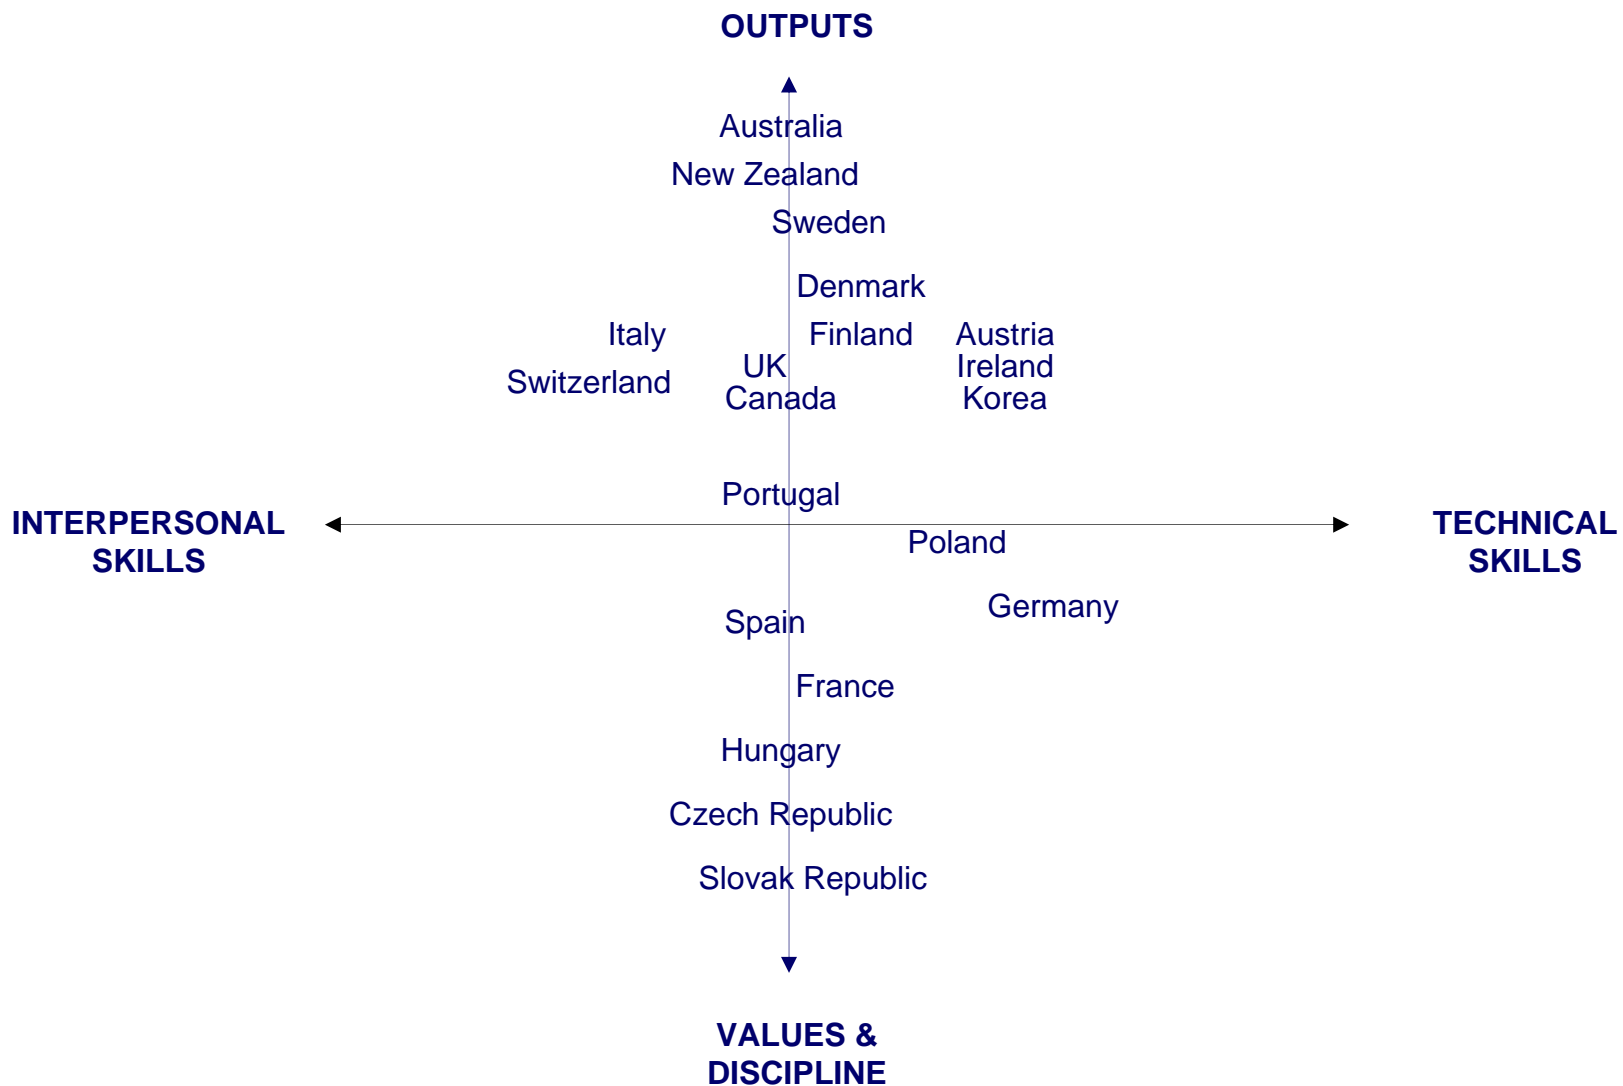 OUTPUTS
Australia
New Zealand
Sweden
Denmark
Italy Finland Austria
UK Ireland
Switzerland
Canada Korea
Portugal
INTERPERSONAL
SKILLS
TECHNICAL
SKILLS
Poland
Germany
Spain
France
Hungary
Czech Republic
Slovak Republic
VALUES &
DISCIPLINE